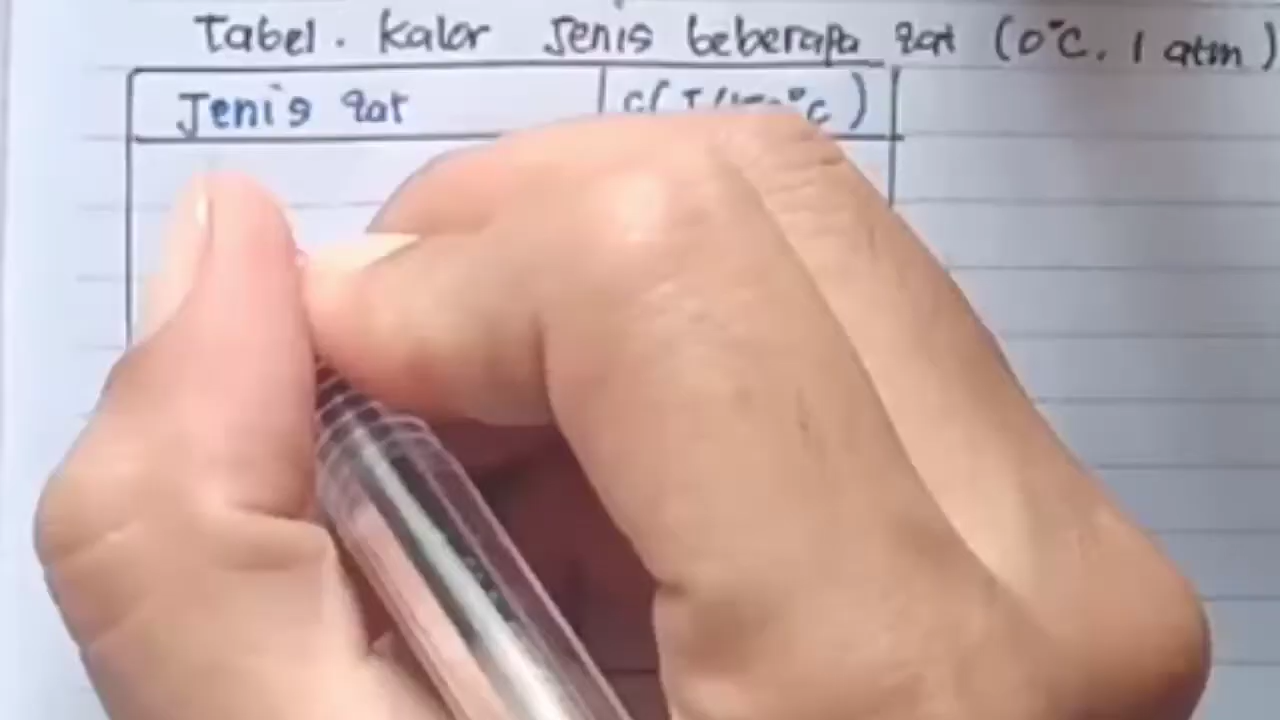 Tabel. kalor Jenis beberapa zat (0°C. 1 atm)
Jenis zat